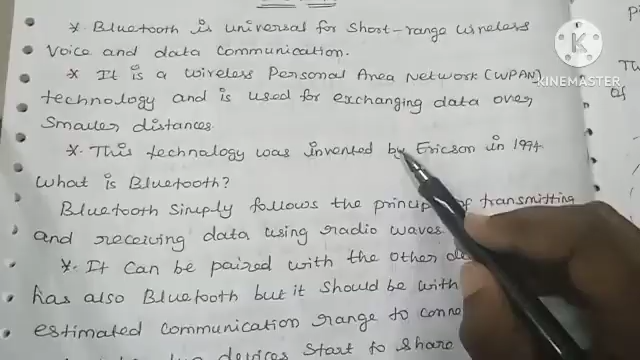 * Bluetooth is universal for short-range wireless
voice and data communication.
* It is a wireless Personal Area Network (WPAN)
technology and is used for exchanging data over
smaller distances.
* This technology was invented by Ericson in 1994
What is Bluetooth?
Bluetooth simply follows the principle of transmitting
and receiving data using radio waves
* It can be paired with the other
has also Bluetooth but it should be with
estimated communication range to
devices start to share
KINEMASTER